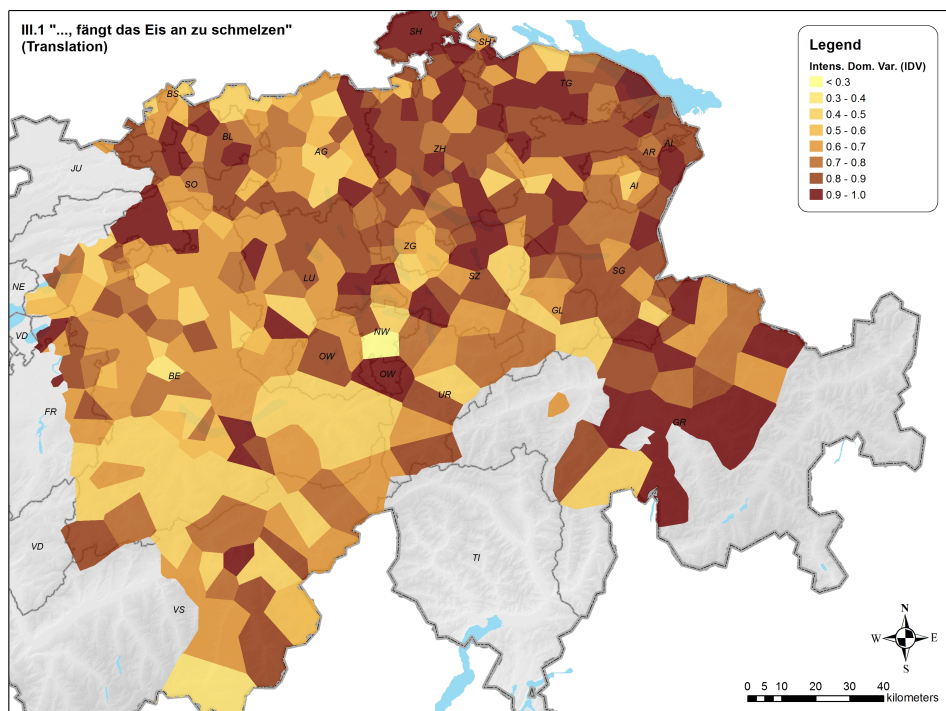 III.1 "..., fängt das Eis an zu schmelzen"
(Translation)
Legend
Intens. Dom. Var. (IDV)
< 0.3
0.3 - 0.4
0.4 - 0.5
0.5 - 0.6
0.6 - 0.7
0.7 - 0.8
0.8 - 0.9
0.9 - 1.0
SH
SH
BS
TG
BL
AG
ZH
AR
AI
JU
SO
AI
ZG
LU
SZ
SG
NE
GL
VD
NW
OW
BE
OW
UR
FR
GR
VD
TI
VS
N
W
E
S
0 5 10 20 30 40
kilometers